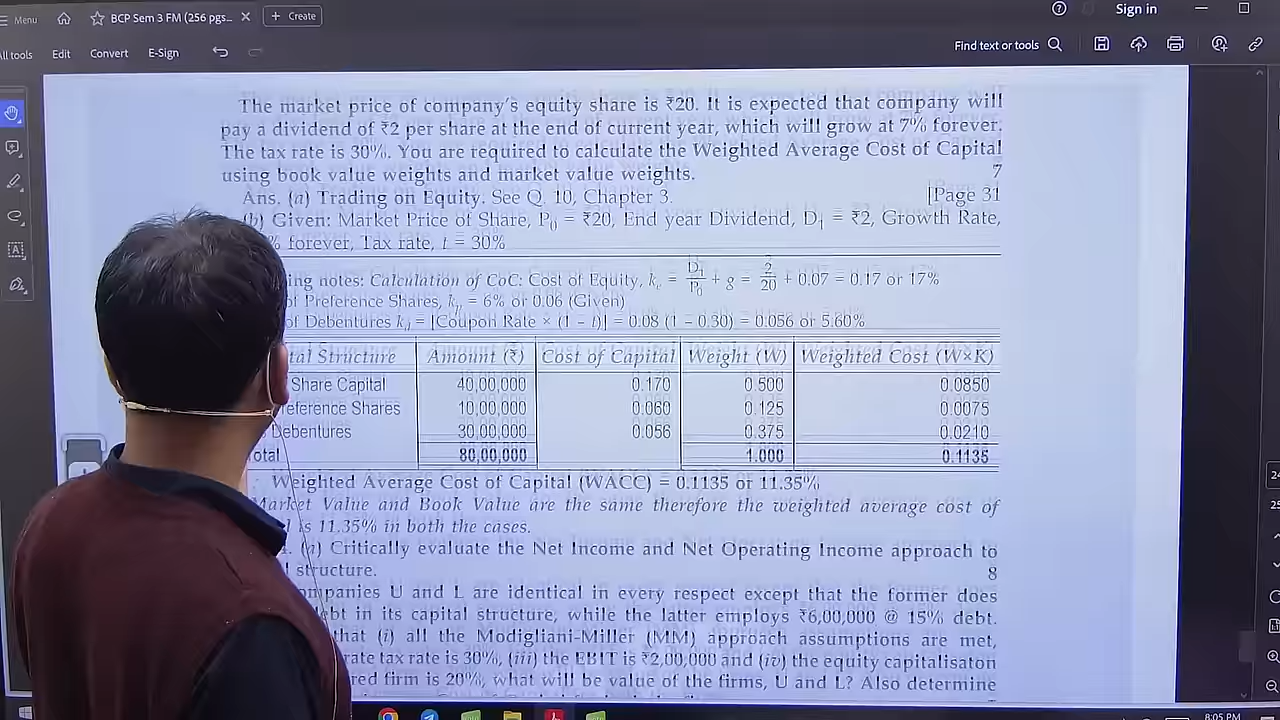 Menu
BCP Sem 3 FM (256 pgs...
Create
Sign in
All tools
Edit
Convert
E-Sign
Find text or tools
The market price of company's equity share is ₹20. It is expected that company will
pay a dividend of ₹2 per share at the end of current year, which will grow at 7% forever.
The tax rate is 30%. You are required to calculate the Weighted Average Cost of Capital
using book value weights and market value weights. 7
Ans. (a) Trading on Equity. See Q. 10, Chapter 3. [Page 31
(b) Given: Market Price of Share, P₀ = ₹20, End year Dividend, D₁ = ₹2, Growth Rate,
% forever, Tax rate, t = 30%
ing notes: Calculation of CoC: Cost of Equity, kₑ = D₁/P₀ + g = 2/20 + 0.07 = 0.17 or 17%
of Preference Shares, kₚ = 6% or 0.06 (Given)
of Debentures k_d = [Coupon Rate × (1 – t)] = 0.08 (1 – 0.30) = 0.056 or 5.60%
tal Structure Amount (₹) Cost of Capital Weight (W) Weighted Cost (W×K)
Share Capital 40,00,000 0.170 0.500 0.0850
reference Shares 10,00,000 0.060 0.125 0.0075
Debentures 30,00,000 0.056 0.375 0.0210
otal 80,00,000 1.000 0.1135
Weighted Average Cost of Capital (WACC) = 0.1135 or 11.35%
Market Value and Book Value are the same therefore the weighted average cost of
l is 11.35% in both the cases.
(a) Critically evaluate the Net Income and Net Operating Income approach to
l structure. 8
ompanies U and L are identical in every respect except that the former does
ebt in its capital structure, while the latter employs ₹6,00,000 @ 15% debt.
that (i) all the Modigliani-Miller (MM) approach assumptions are met,
rate tax rate is 30%, (iii) the EBIT is ₹2,00,000 and (iv) the equity capitalisaton
red firm is 20%, what will be value of the firms, U and L? Also determine
8:05 PM